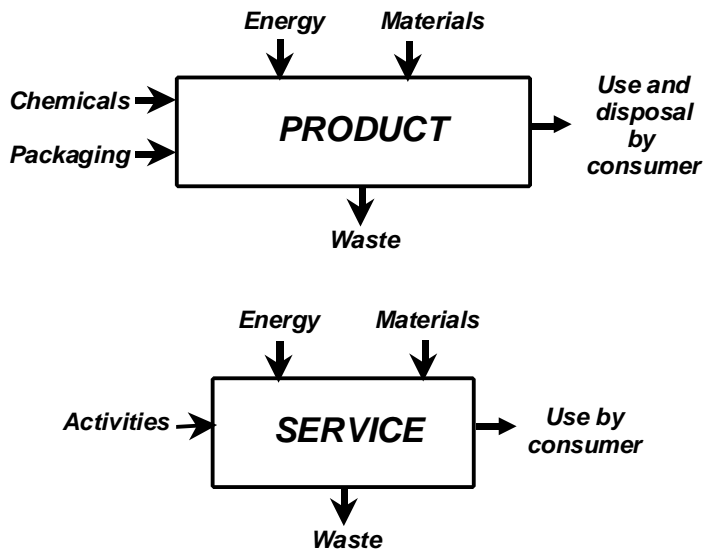 Energy
Materials
Chemicals
Packaging
PRODUCT
Use and
disposal
by
consumer
Waste
Energy
Materials
Activities
SERVICE
Use by
consumer
Waste